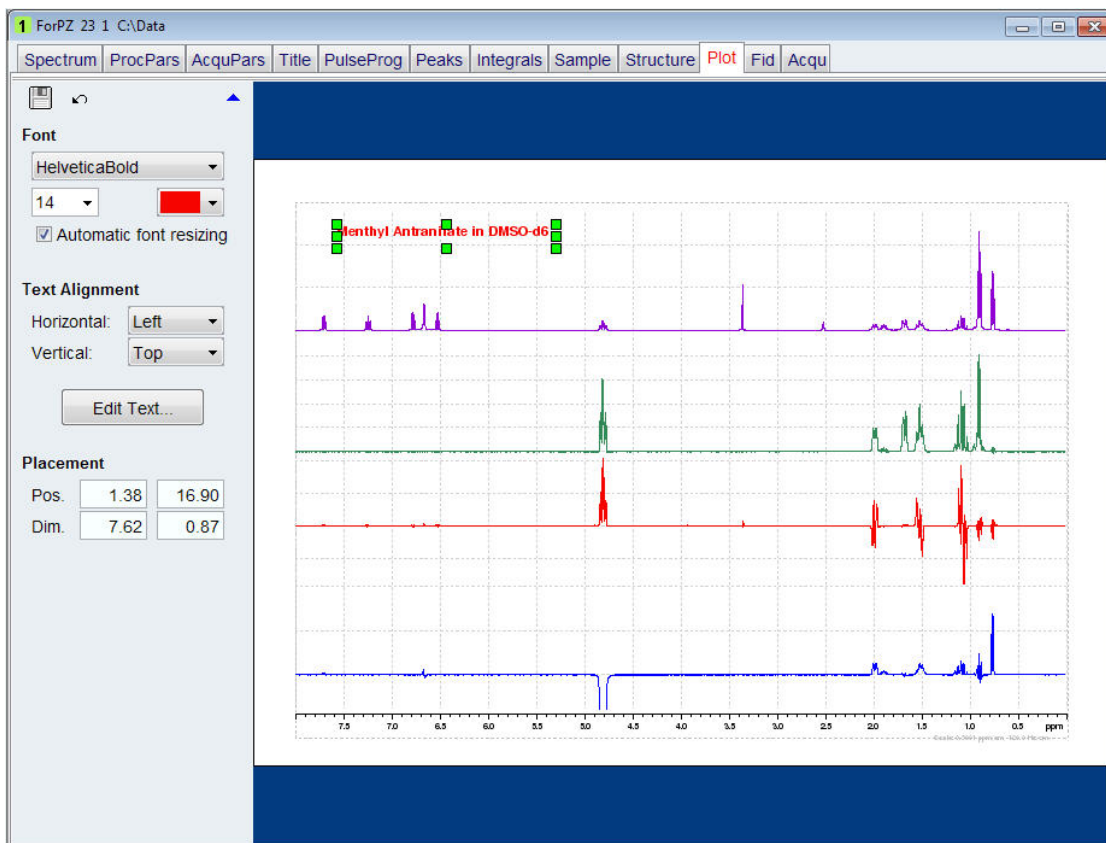 1 ForPZ 23 1 C:\Data
Spectrum ProcPars AcquPars Title PulseProg Peaks Integrals Sample Structure Plot Fid Acqu
Font
HelveticaBold
14
Automatic font resizing
Menthyl Antranilate in DMSO-d6
Text Alignment
Horizontal: Left
Vertical: Top
Edit Text...
Placement
Pos. 1.38 16.90
Dim. 7.62 0.87
7.5 7.0 6.5 6.0 5.5 5.0 4.5 4.0 3.5 3.0 2.5 2.0 1.5 1.0 0.5 ppm